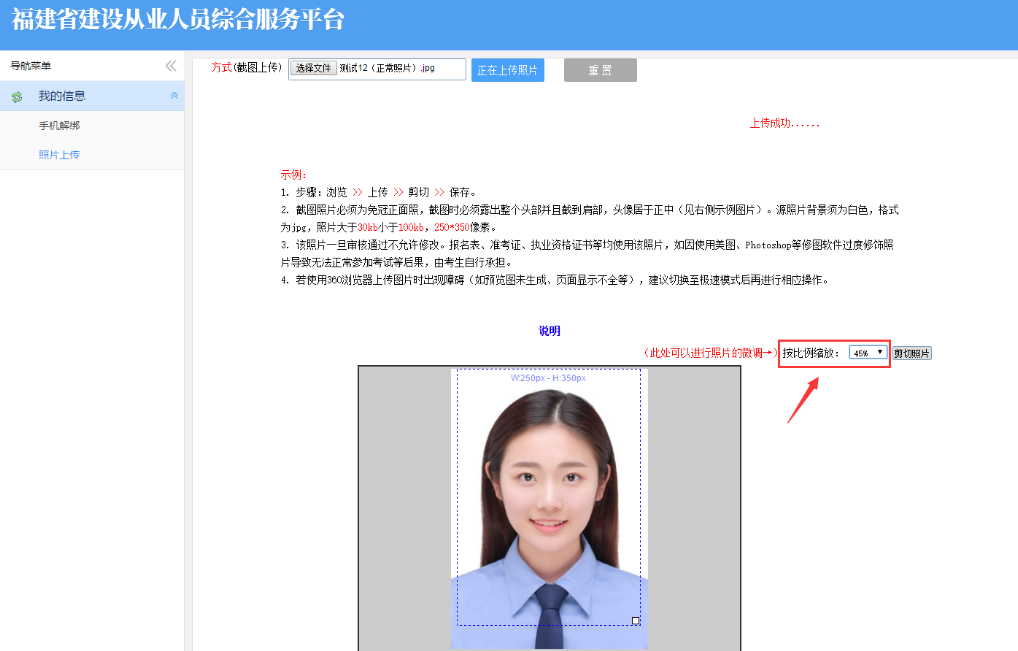 福建省建设从业人员综合服务平台
导航菜单
我的信息
手机解绑
照片上传
方式(截图上传) 选择文件 测试12（正常照片）.jpg 正在上传照片 重 置
上传成功......
示例：
1. 步骤：浏览 >> 上传 >> 剪切 >> 保存。
2. 截图照片必须为免冠正面照，截图时必须露出整个头部并且截到肩部，头像居于正中（见右侧示例图片）。源照片背景须为白色，格式
为jpg，照片大于30kb小于100kb，250*350像素。
3. 该照片一旦审核通过不允许修改。报名表、准考证、执业资格证书等均使用该照片，如因使用美图、Photoshop等修图软件过度修饰照
片导致无法正常参加考试等后果，由考生自行承担。
4. 若使用360浏览器上传图片时出现障碍（如预览图未生成、页面显示不全等），建议切换至极速模式后再进行相应操作。
说明
（此处可以进行照片的微调→）按比例缩放： 45% 剪切照片
W:250px - H:350px